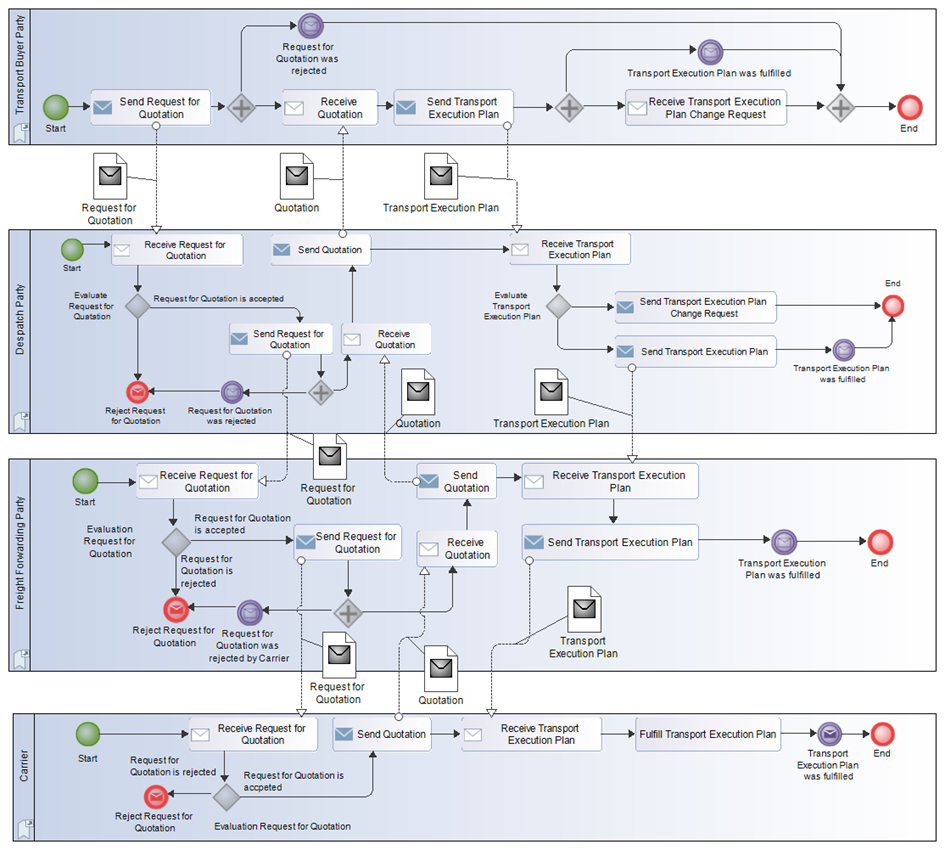 Transport Buyer Party
Request for
Quotation was
rejected
Transport Execution Plan was fulfilled
Start
Send Request for
Quotation
Receive
Quotation
Send Transport
Execution Plan
Receive Transport Execution
Plan Change Request
End
Request for
Quotation
Quotation
Transport Execution Plan
Despatch Party
Start
Receive Request for
Quotation
Send Quotation
Receive Transport
Execution Plan
Evaluate
Request for
Quotation
Request for Quotation is accepted
Evaluate
Transport
Execution Plan
End
Send Transport Execution Plan
Change Request
Send Request for
Quotation
Receive
Quotation
Send Transport Execution Plan
Transport Execution Plan
was fulfilled
Reject Request
for Quotation
Request for Quotation
was rejected
Quotation
Transport Execution Plan
Request for
Quotation
Freight Forwarding Party
Start
Receive Request for
Quotation
Send
Quotation
Receive Transport Execution
Plan
Evaluation
Request for
Quotation
Request for Quotation
is accepted
Request for
Quotation is
rejected
Send Request for
Quotation
Receive
Quotation
Send Transport Execution Plan
Transport Execution
Plan was fulfilled
End
Reject Request for
Quotation
Request for
Quotation was
rejected by Carrier
Transport
Execution Plan
Request for
Quotation
Quotation
Carrier
Start
Receive Request for
Quotation
Send Quotation
Receive Transport
Execution Plan
Fulfill Transport Execution Plan
Transport
Execution Plan
was fulfilled
End
Request for
Quotation is rejected
Request for Quotation is
accpeted
Reject Request for
Quotation
Evaluation Request for Quotation